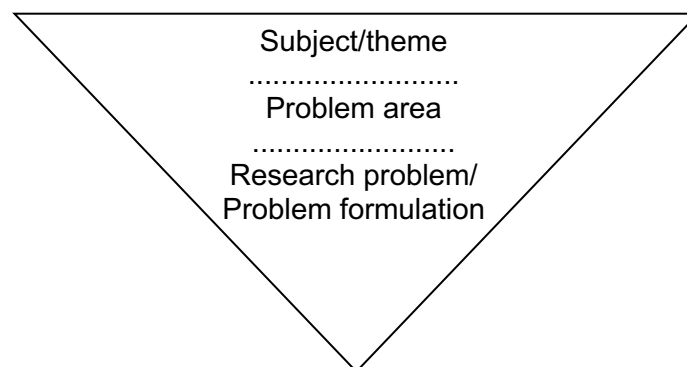 Subject/theme
..........................
Problem area
.........................
Research problem/
Problem formulation